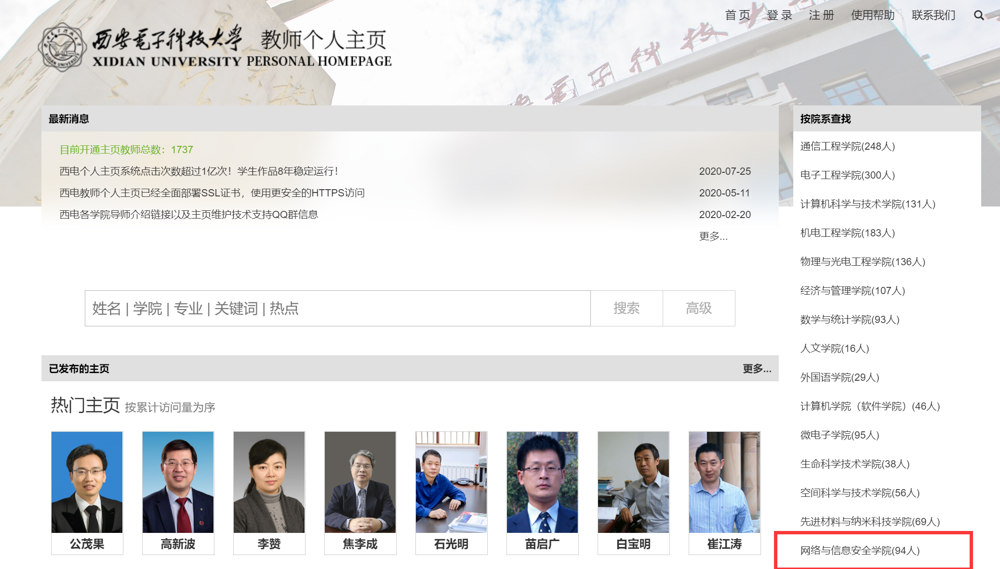 首 页 登 录 注 册 使用帮助 联系我们
西安電子科技大学 教师个人主页
XIDIAN UNIVERSITY PERSONAL HOMEPAGE
電子科技大
最新消息
目前开通主页教师总数：1737
西电个人主页系统点击次数超过1亿次！学生作品8年稳定运行！ 2020-07-25
西电教师个人主页已经全面部署SSL证书，使用更安全的HTTPS访问 2020-05-11
西电各学院导师介绍链接以及主页维护技术支持QQ群信息 2020-02-20
更多...
姓名 | 学院 | 专业 | 关键词 | 热点 搜索 高级
已发布的主页 更多...
热门主页 按累计访问量为序
公茂果 高新波 李赞 焦李成 石光明 苗启广 白宝明 崔江涛
按院系查找
通信工程学院(248人)
电子工程学院(300人)
计算机科学与技术学院(131人)
机电工程学院(183人)
物理与光电工程学院(136人)
经济与管理学院(107人)
数学与统计学院(93人)
人文学院(16人)
外国语学院(29人)
计算机学院（软件学院）(46人)
微电子学院(95人)
生命科学技术学院(38人)
空间科学与技术学院(56人)
先进材料与纳米科技学院(69人)
网络与信息安全学院(94人)